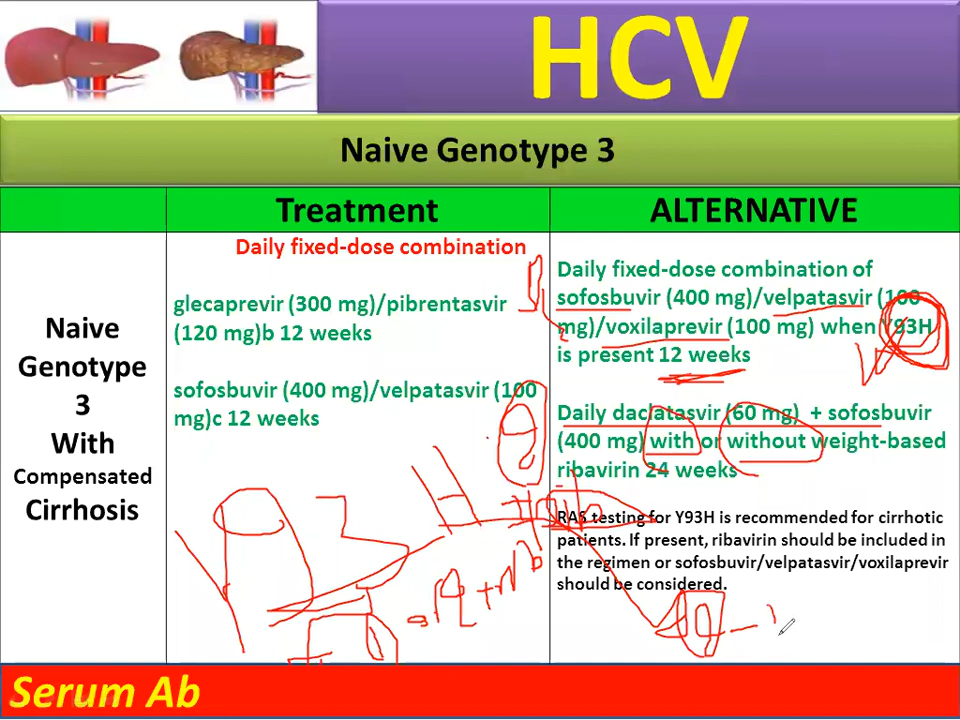 HCV
Naive Genotype 3
Treatment
ALTERNATIVE
Naive
Genotype
3
With
Compensated
Cirrhosis
Daily fixed-dose combination
glecaprevir (300 mg)/pibrentasvir
(120 mg)b 12 weeks
sofosbuvir (400 mg)/velpatasvir (100
mg)c 12 weeks
Daily fixed-dose combination of
sofosbuvir (400 mg)/velpatasvir (100
mg)/voxilaprevir (100 mg) when Y93H
is present 12 weeks
Daily daclatasvir (60 mg) + sofosbuvir
(400 mg) with or without weight-based
ribavirin 24 weeks
RAS testing for Y93H is recommended for cirrhotic
patients. If present, ribavirin should be included in
the regimen or sofosbuvir/velpatasvir/voxilaprevir
should be considered.
Serum Ab